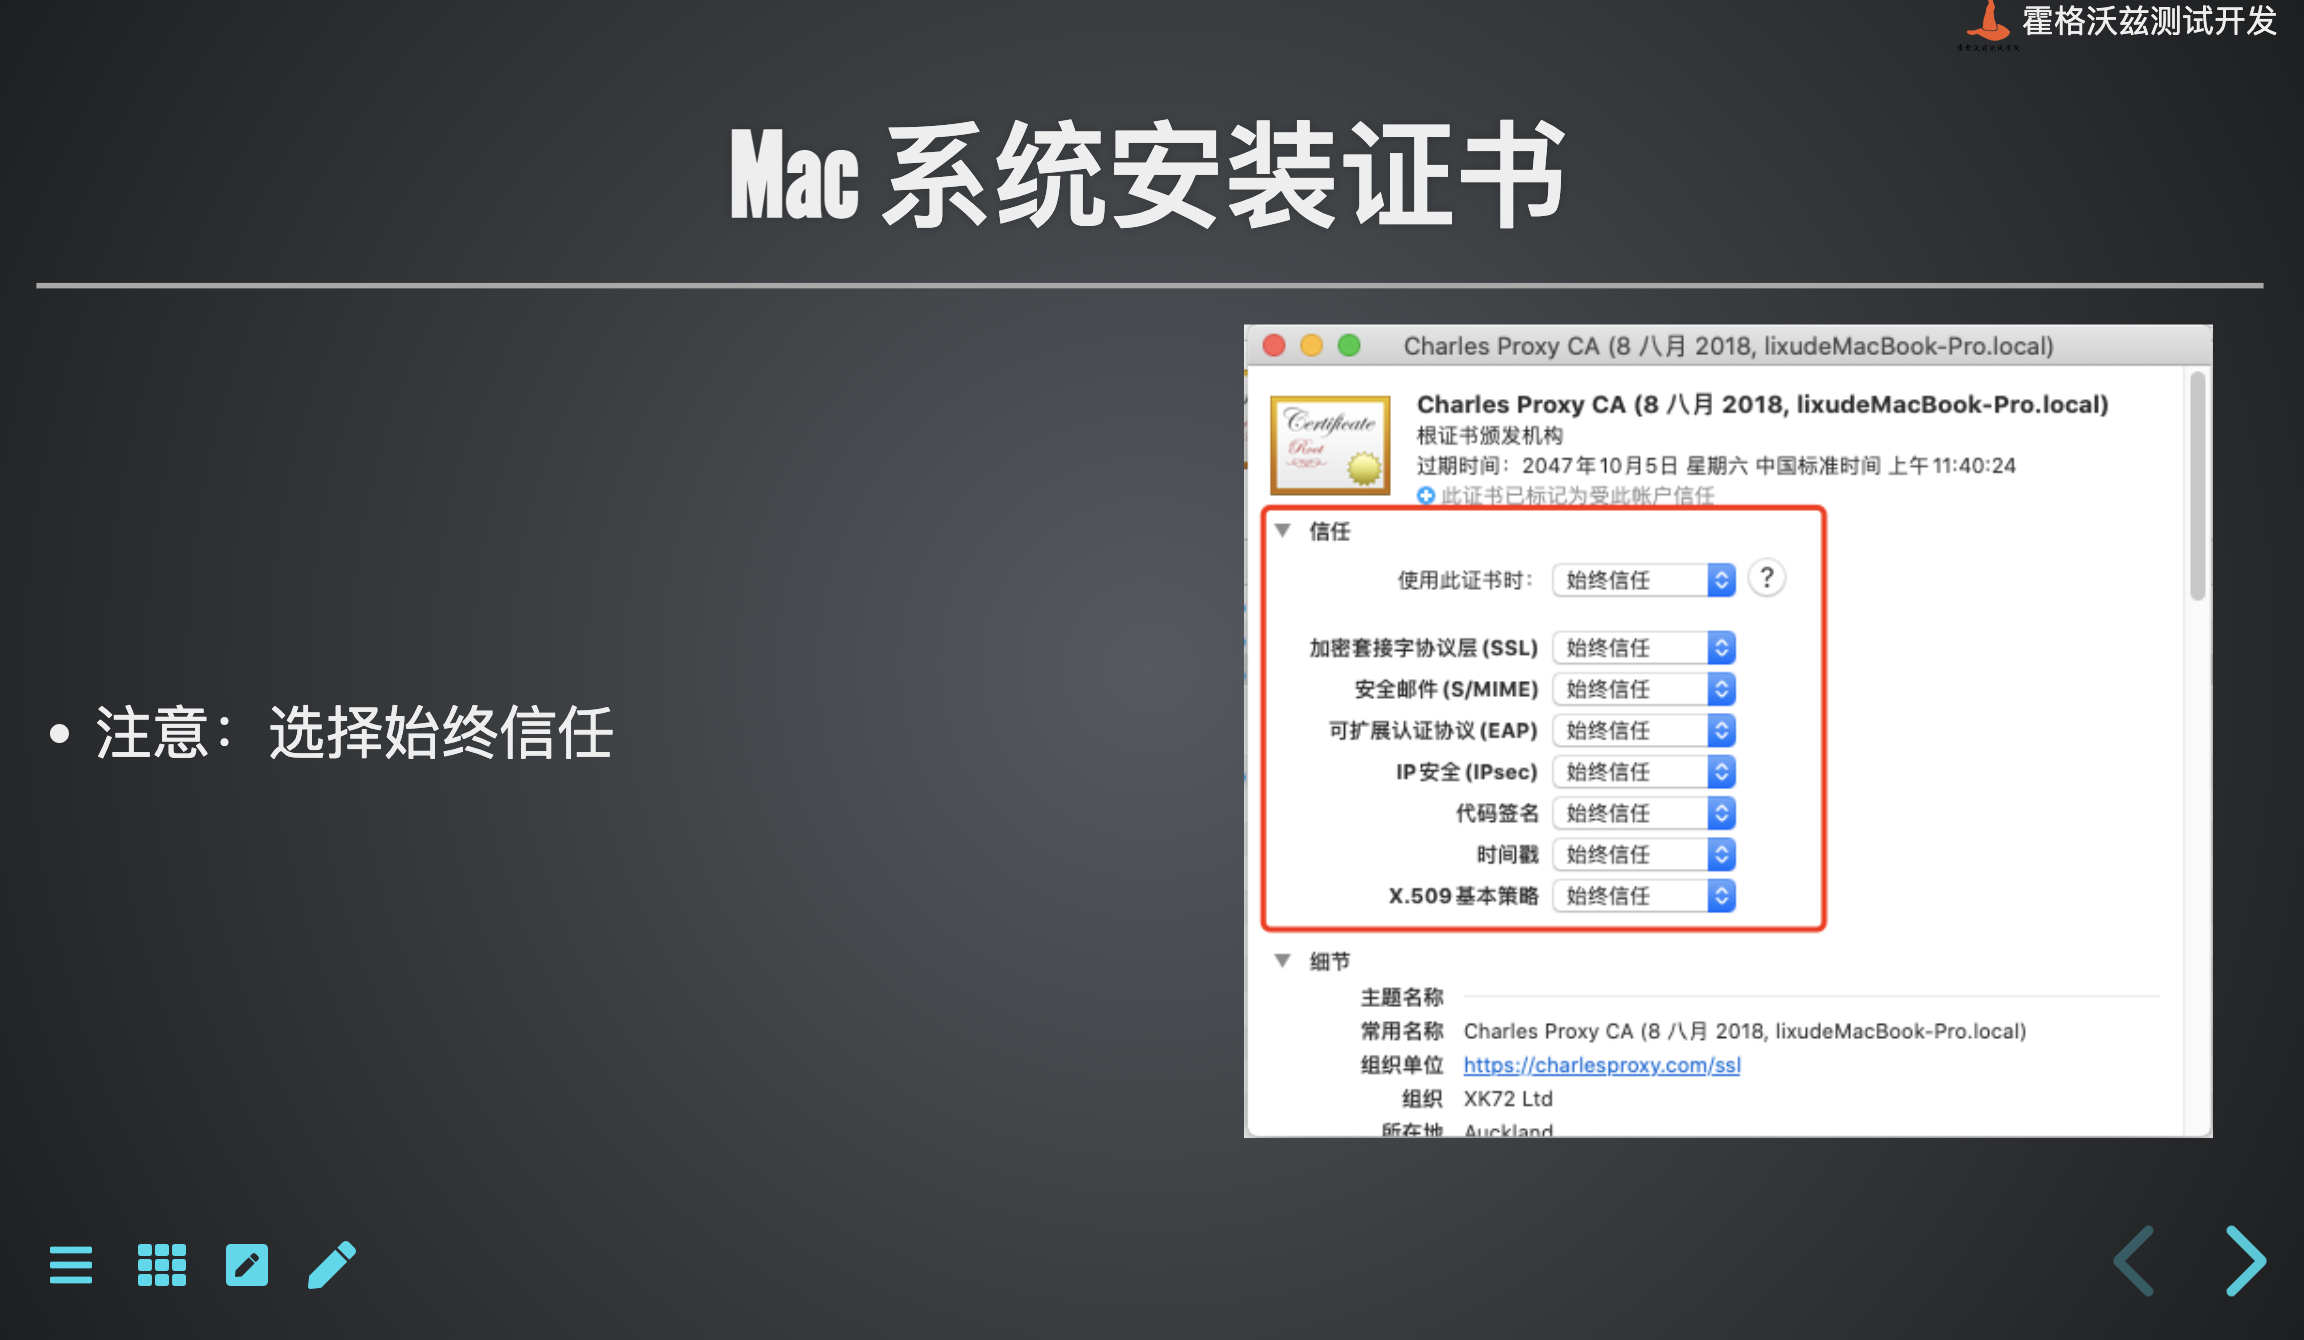 霍格沃兹测试开发
Mac 系统安装证书
Charles Proxy CA (8 八月 2018, lixudeMacBook-Pro.local)
Certificate
Root
Charles Proxy CA (8 八月 2018, lixudeMacBook-Pro.local)
根证书颁发机构
过期时间：2047年10月5日 星期六 中国标准时间 上午11:40:24
此证书已标记为受此帐户信任
信任
使用此证书时： 始终信任 ?
加密套接字协议层 (SSL) 始终信任
安全邮件 (S/MIME) 始终信任
可扩展认证协议 (EAP) 始终信任
IP 安全 (IPsec) 始终信任
代码签名 始终信任
时间戳 始终信任
X.509 基本策略 始终信任
• 注意：选择始终信任
细节
主题名称
常用名称 Charles Proxy CA (8 八月 2018, lixudeMacBook-Pro.local)
组织单位 https://charlesproxy.com/ssl
组织 XK72 Ltd
所在地 Auckland